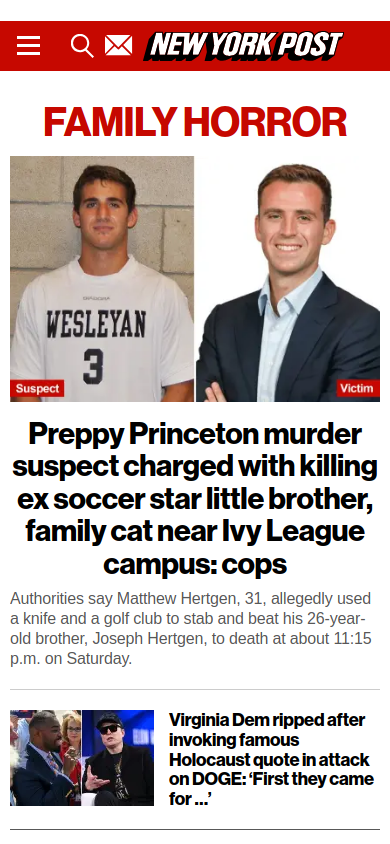 NEW YORK POST
FAMILY HORROR
WESLEYAN
3
Suspect
Victim
Preppy Princeton murder
suspect charged with killing
ex soccer star little brother,
family cat near Ivy League
campus: cops
Authorities say Matthew Hertgen, 31, allegedly used
a knife and a golf club to stab and beat his 26-year-
old brother, Joseph Hertgen, to death at about 11:15
p.m. on Saturday.
Virginia Dem ripped after
invoking famous
Holocaust quote in attack
on DOGE: ‘First they came
for …’